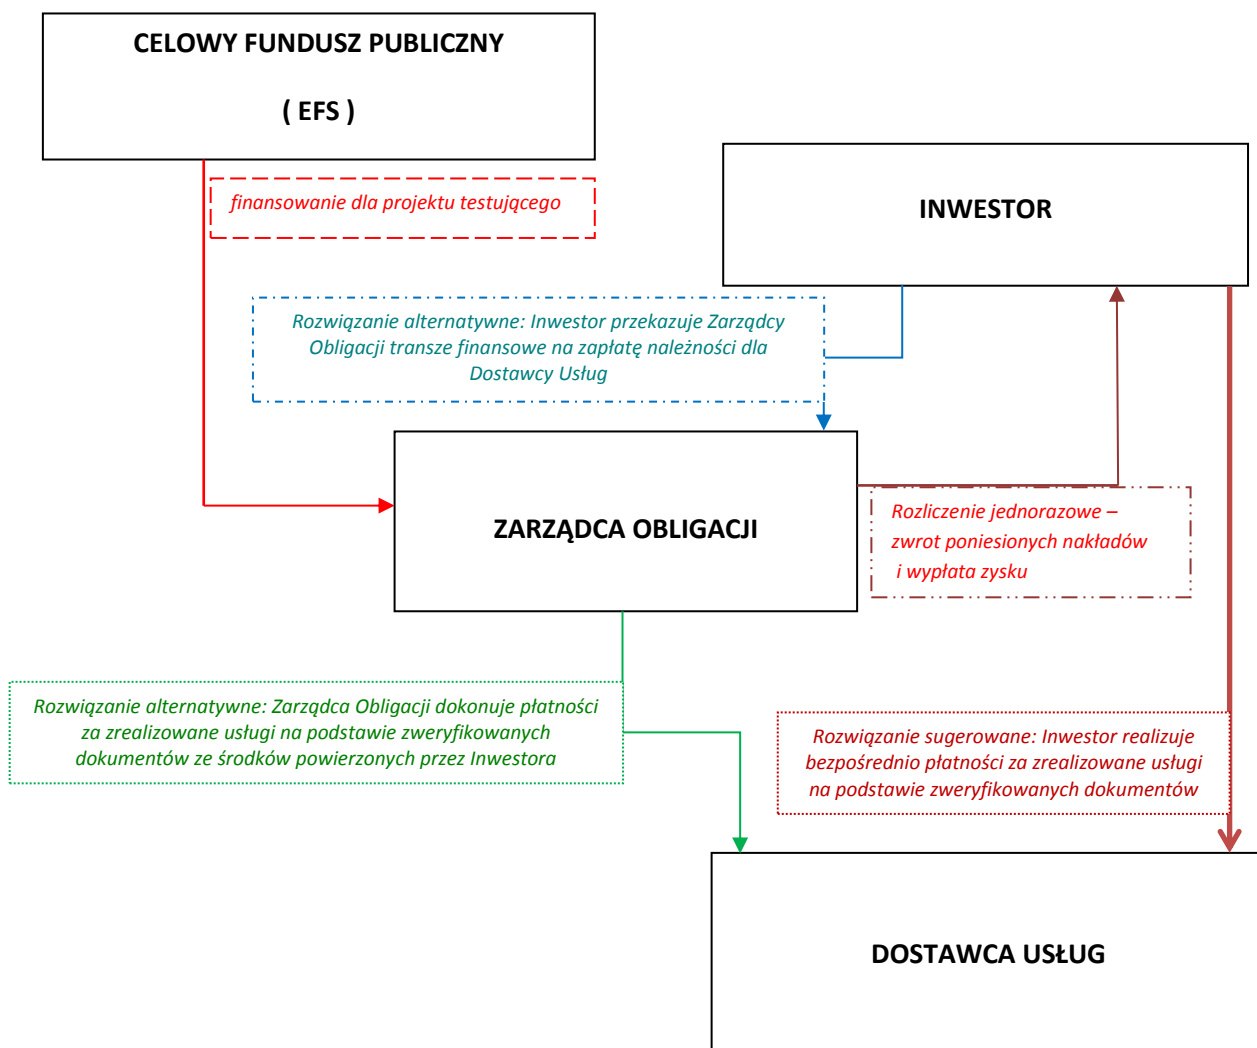 CELOWY FUNDUSZ PUBLICZNY
( EFS )
finansowanie dla projektu testującego
INWESTOR
Rozwiązanie alternatywne: Inwestor przekazuje Zarządcy
Obligacji transze finansowe na zapłatę należności dla
Dostawcy Usług
ZARZĄDCA OBLIGACJI
Rozliczenie jednorazowe –
zwrot poniesionych nakładów
i wypłata zysku
Rozwiązanie alternatywne: Zarządca Obligacji dokonuje płatności
za zrealizowane usługi na podstawie zweryfikowanych
dokumentów ze środków powierzonych przez Inwestora
Rozwiązanie sugerowane: Inwestor realizuje
bezpośrednio płatności za zrealizowane usługi
na podstawie zweryfikowanych dokumentów
DOSTAWCA USŁUG